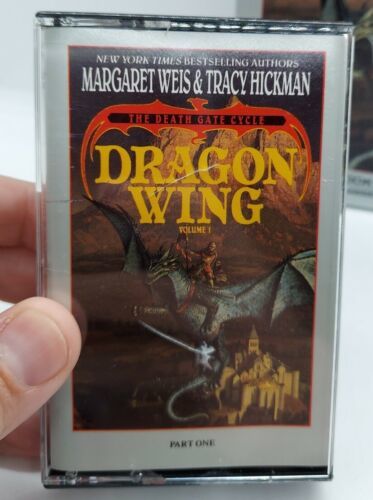 NEW YORK TIMES BESTSELLING AUTHORS
MARGARET WEIS & TRACY HICKMAN
THE DEATH GATE CYCLE
DRAGON
WING
VOLUME 1
PART ONE